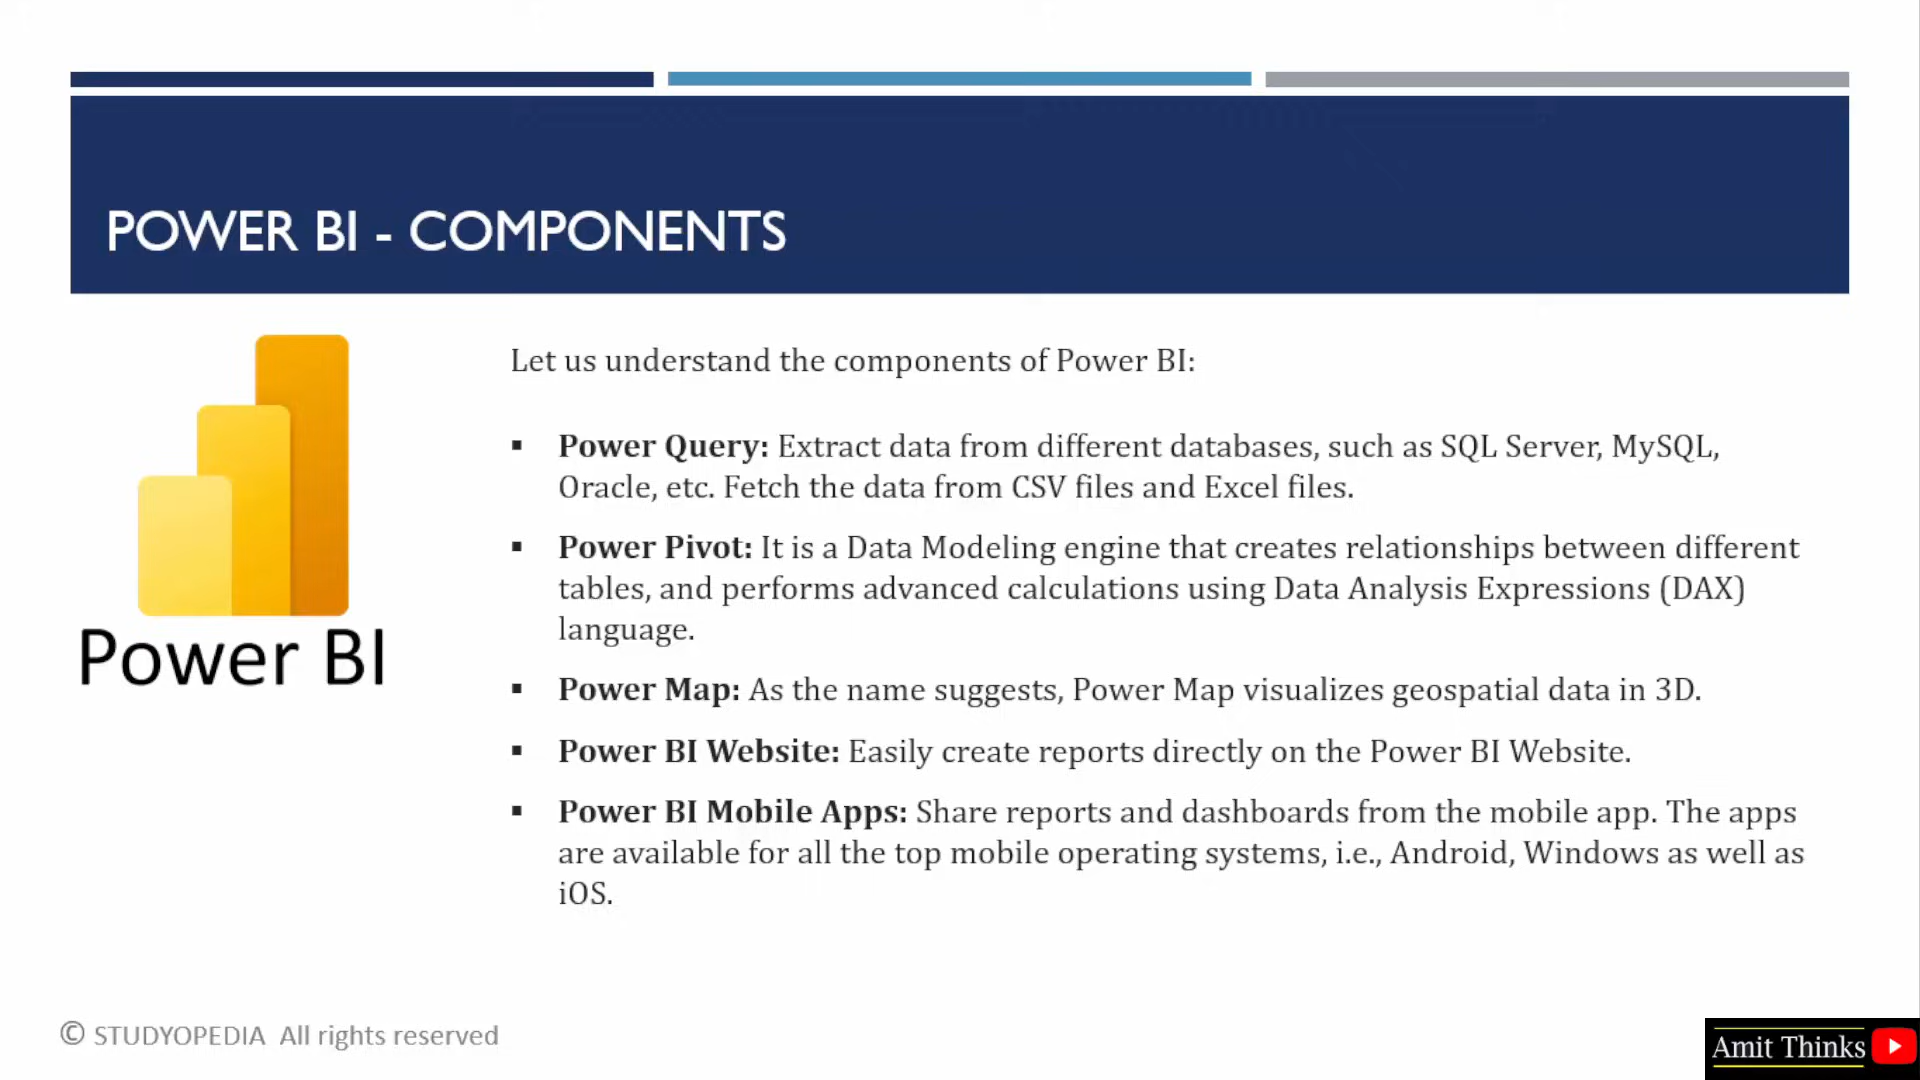 POWER BI - COMPONENTS
Power BI
Let us understand the components of Power BI:
▪ Power Query: Extract data from different databases, such as SQL Server, MySQL,
Oracle, etc. Fetch the data from CSV files and Excel files.
▪ Power Pivot: It is a Data Modeling engine that creates relationships between different
tables, and performs advanced calculations using Data Analysis Expressions (DAX)
language.
▪ Power Map: As the name suggests, Power Map visualizes geospatial data in 3D.
▪ Power BI Website: Easily create reports directly on the Power BI Website.
▪ Power BI Mobile Apps: Share reports and dashboards from the mobile app. The apps
are available for all the top mobile operating systems, i.e., Android, Windows as well as
iOS.
© STUDYOPEDIA All rights reserved
Amit Thinks